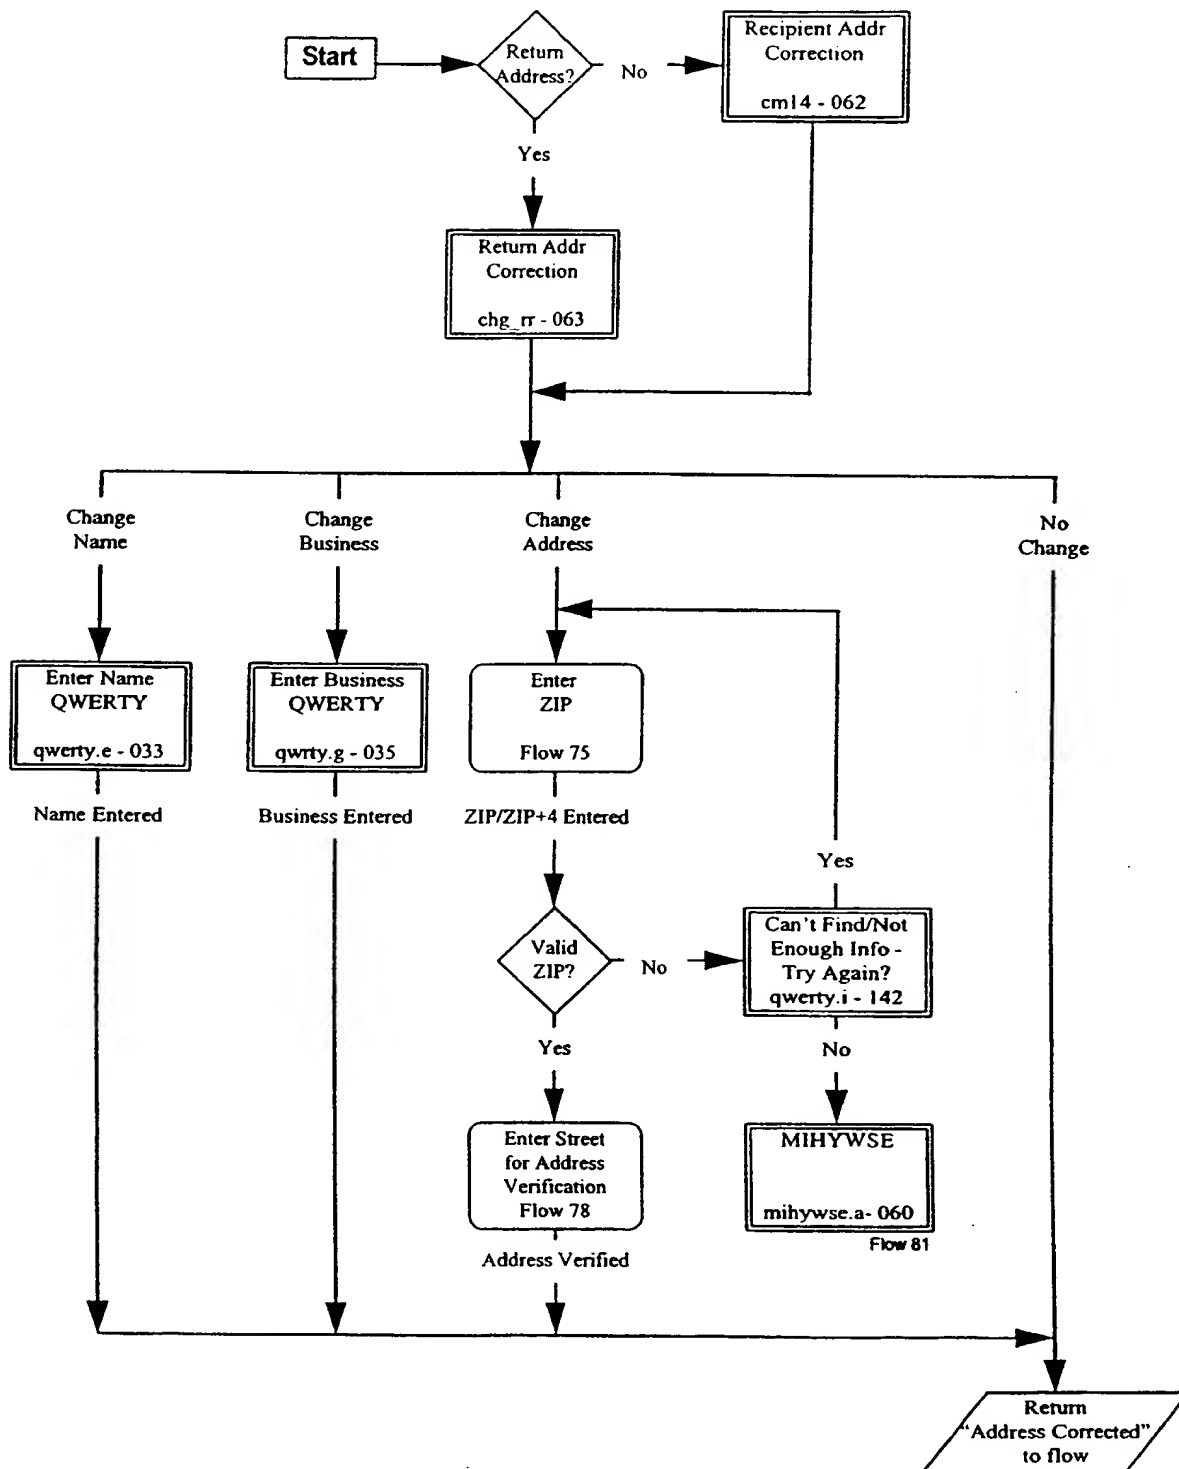 Start
Return
Address?
No
Recipient Addr
Correction
cm14 - 062
Yes
Return Addr
Correction
chg_rr - 063
Change
Name
Change
Business
Change
Address
No
Change
Enter Name
QWERTY
qwerty.e - 033
Enter Business
QWERTY
qwrty.g - 035
Enter
ZIP
Flow 75
Name Entered
Business Entered
ZIP/ZIP+4 Entered
Yes
Valid
ZIP?
No
Can't Find/Not
Enough Info -
Try Again?
qwerty.i - 142
Yes
No
Enter Street
for Address
Verification
Flow 78
MIHYWSE
mihywse.a- 060
Flow 81
Address Verified
Return
"Address Corrected"
to flow